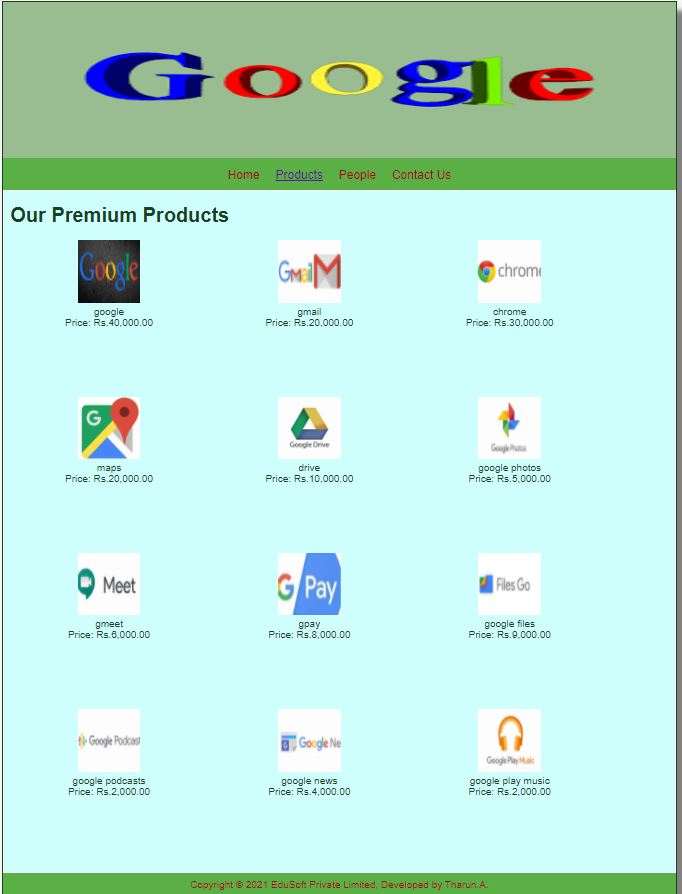 Google
Home Products People Contact Us
Our Premium Products
Google
google
Price: Rs.40,000.00
Gmail
gmail
Price: Rs.20,000.00
chrome
chrome
Price: Rs.30,000.00
G
maps
Price: Rs.20,000.00
Google Drive
drive
Price: Rs.10,000.00
Google Photos
google photos
Price: Rs.5,000.00
Meet
gmeet
Price: Rs.6,000.00
G Pay
gpay
Price: Rs.8,000.00
Files Go
google files
Price: Rs.9,000.00
Google Podcast
google podcasts
Price: Rs.2,000.00
Google Ne
google news
Price: Rs.4,000.00
Google Play Music
google play music
Price: Rs.2,000.00
Copyright © 2021 EduSoft Private Limited, Developed by Tharun.A.